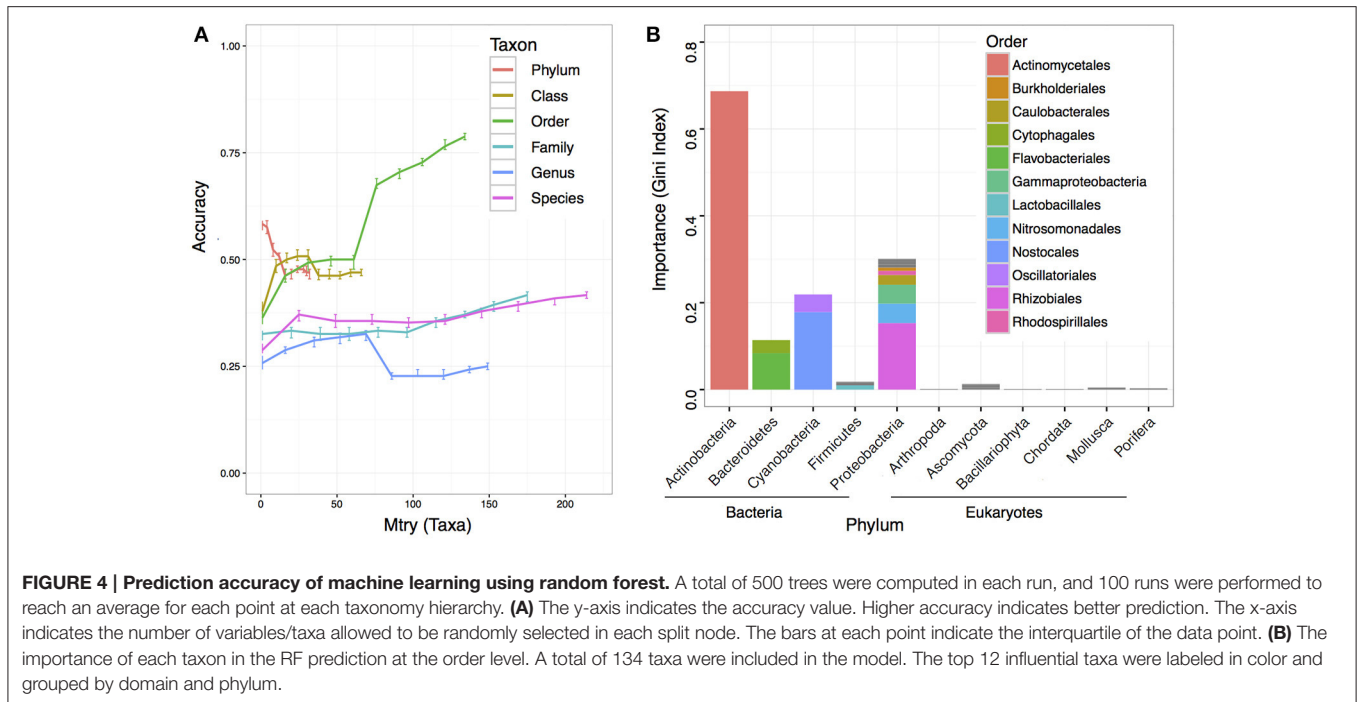 A
1.00
0.75
0.50
0.25
0.00
Accuracy
0
50
100
150
200
Mtry (Taxa)
Taxon
Phylum
Class
Order
Family
Genus
Species
B
0.8
0.6
0.4
0.2
0.0
Importance (Gini Index)
Order
Actinomycetales
Burkholderiales
Caulobacterales
Cytophagales
Flavobacteriales
Gammaproteobacteria
Lactobacillales
Nitrosomonadales
Nostocales
Oscillatoriales
Rhizobiales
Rhodospirillales
Actinobacteria
Bacteroidetes
Cyanobacteria
Firmicutes
Proteobacteria
Arthropoda
Ascomycota
Bacillariophyta
Chordata
Mollusca
Porifera
Bacteria
Eukaryotes
Phylum
FIGURE 4 | Prediction accuracy of machine learning using random forest. A total of 500 trees were computed in each run, and 100 runs were performed to
reach an average for each point at each taxonomy hierarchy. (A) The y-axis indicates the accuracy value. Higher accuracy indicates better prediction. The x-axis
indicates the number of variables/taxa allowed to be randomly selected in each split node. The bars at each point indicate the interquartile of the data point. (B) The
importance of each taxon in the RF prediction at the order level. A total of 134 taxa were included in the model. The top 12 influential taxa were labeled in color and
grouped by domain and phylum.